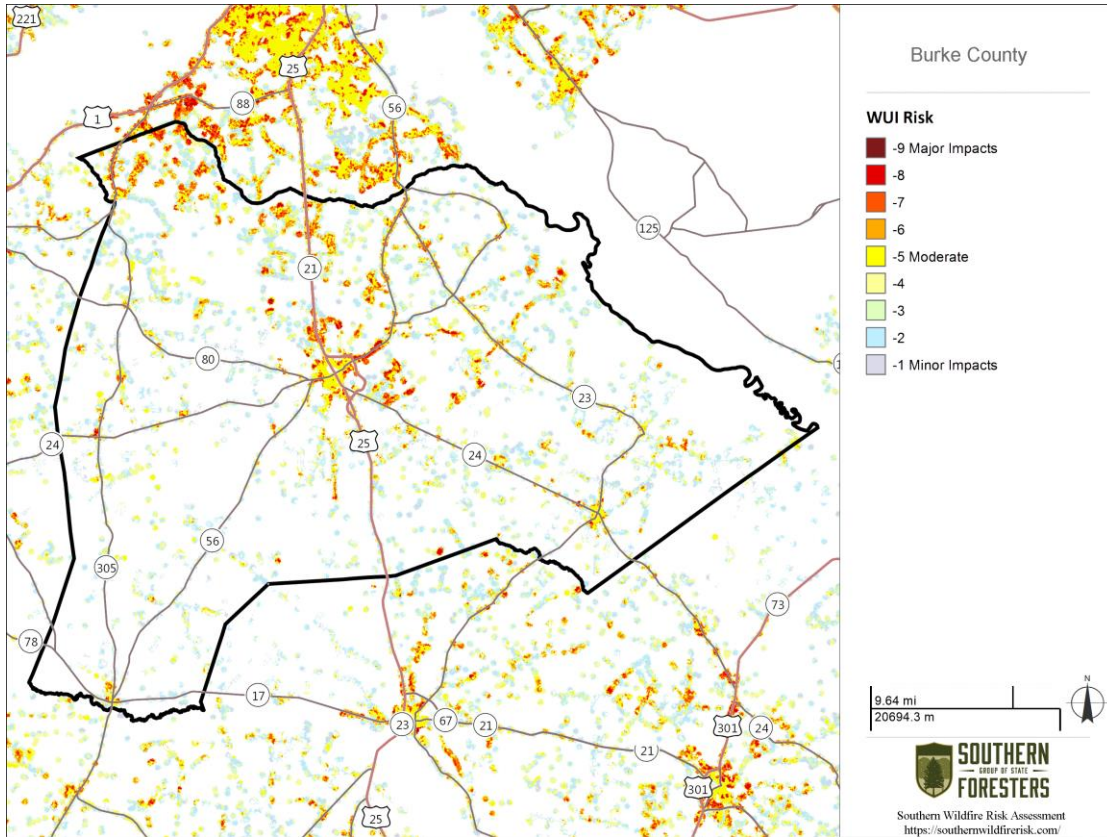 221
25
1
88
56
125
21
80
23
24
25
24
56
305
78
17
23
67
21
21
73
301
24
301
25
1
Burke County
WUI Risk
-9 Major Impacts
-8
-7
-6
-5 Moderate
-4
-3
-2
-1 Minor Impacts
9.64 mi
20694.3 m
N
SOUTHERN
GROUP OF STATE
FORESTERS
Southern Wildfire Risk Assessment
https://southernwildfirerisk.com/